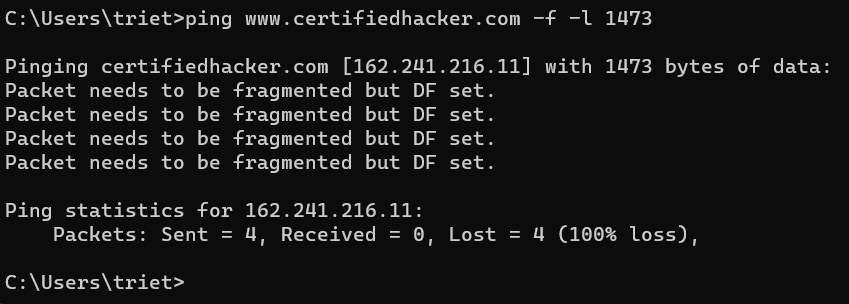 C:\Users\triet>ping www.certifiedhacker.com -f -l 1473
Pinging certifiedhacker.com [162.241.216.11] with 1473 bytes of data:
Packet needs to be fragmented but DF set.
Packet needs to be fragmented but DF set.
Packet needs to be fragmented but DF set.
Packet needs to be fragmented but DF set.
Ping statistics for 162.241.216.11:
    Packets: Sent = 4, Received = 0, Lost = 4 (100% loss),
C:\Users\triet>